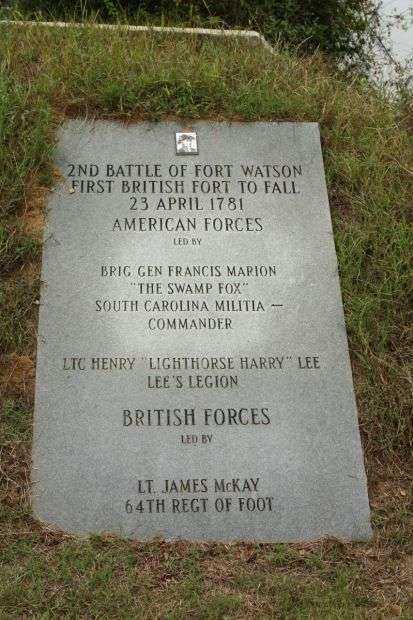 2ND BATTLE OF FORT WATSON
FIRST BRITISH FORT TO FALL
23 APRIL 1781
AMERICAN FORCES
LED BY
BRIG GEN FRANCIS MARION
"THE SWAMP FOX"
SOUTH CAROLINA MILITIA —
COMMANDER
LTC HENRY "LIGHTHORSE HARRY" LEE
LEE'S LEGION
BRITISH FORCES
LED BY
LT. JAMES McKAY
64TH REGT OF FOOT